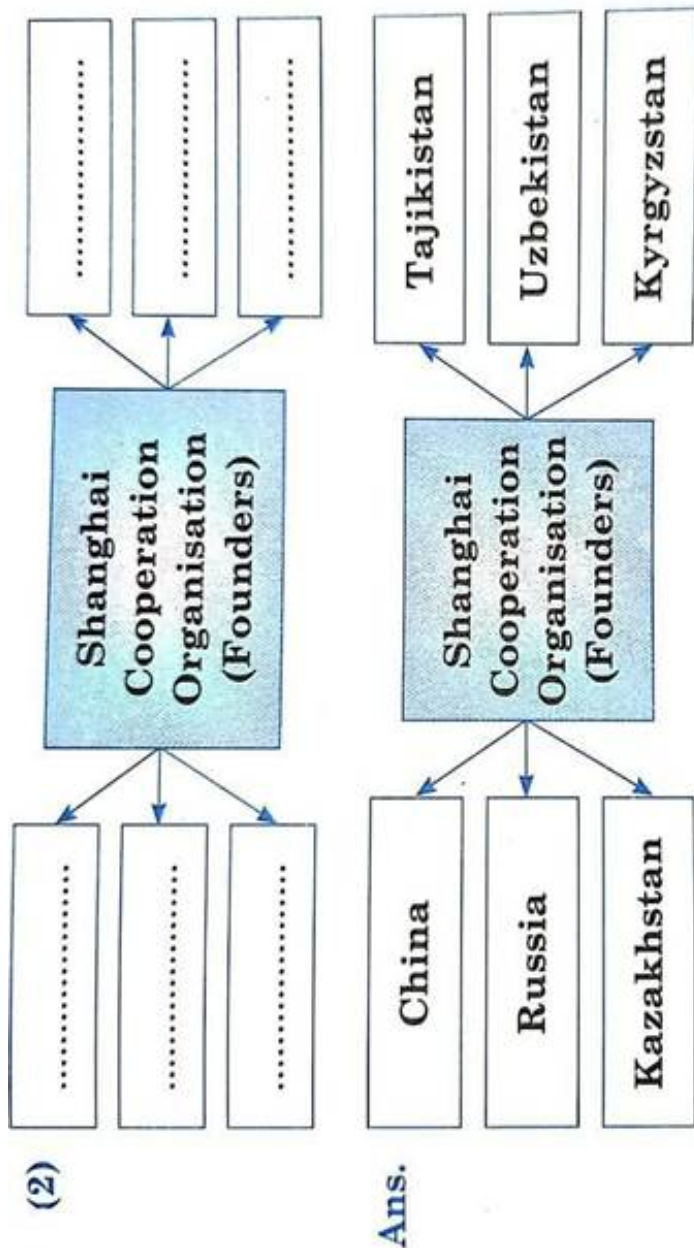 (2)
........................
........................
........................
Shanghai
Cooperation
Organisation
(Founders)
........................
........................
........................
Ans.
China
Russia
Kazakhstan
Shanghai
Cooperation
Organisation
(Founders)
Tajikistan
Uzbekistan
Kyrgyzstan